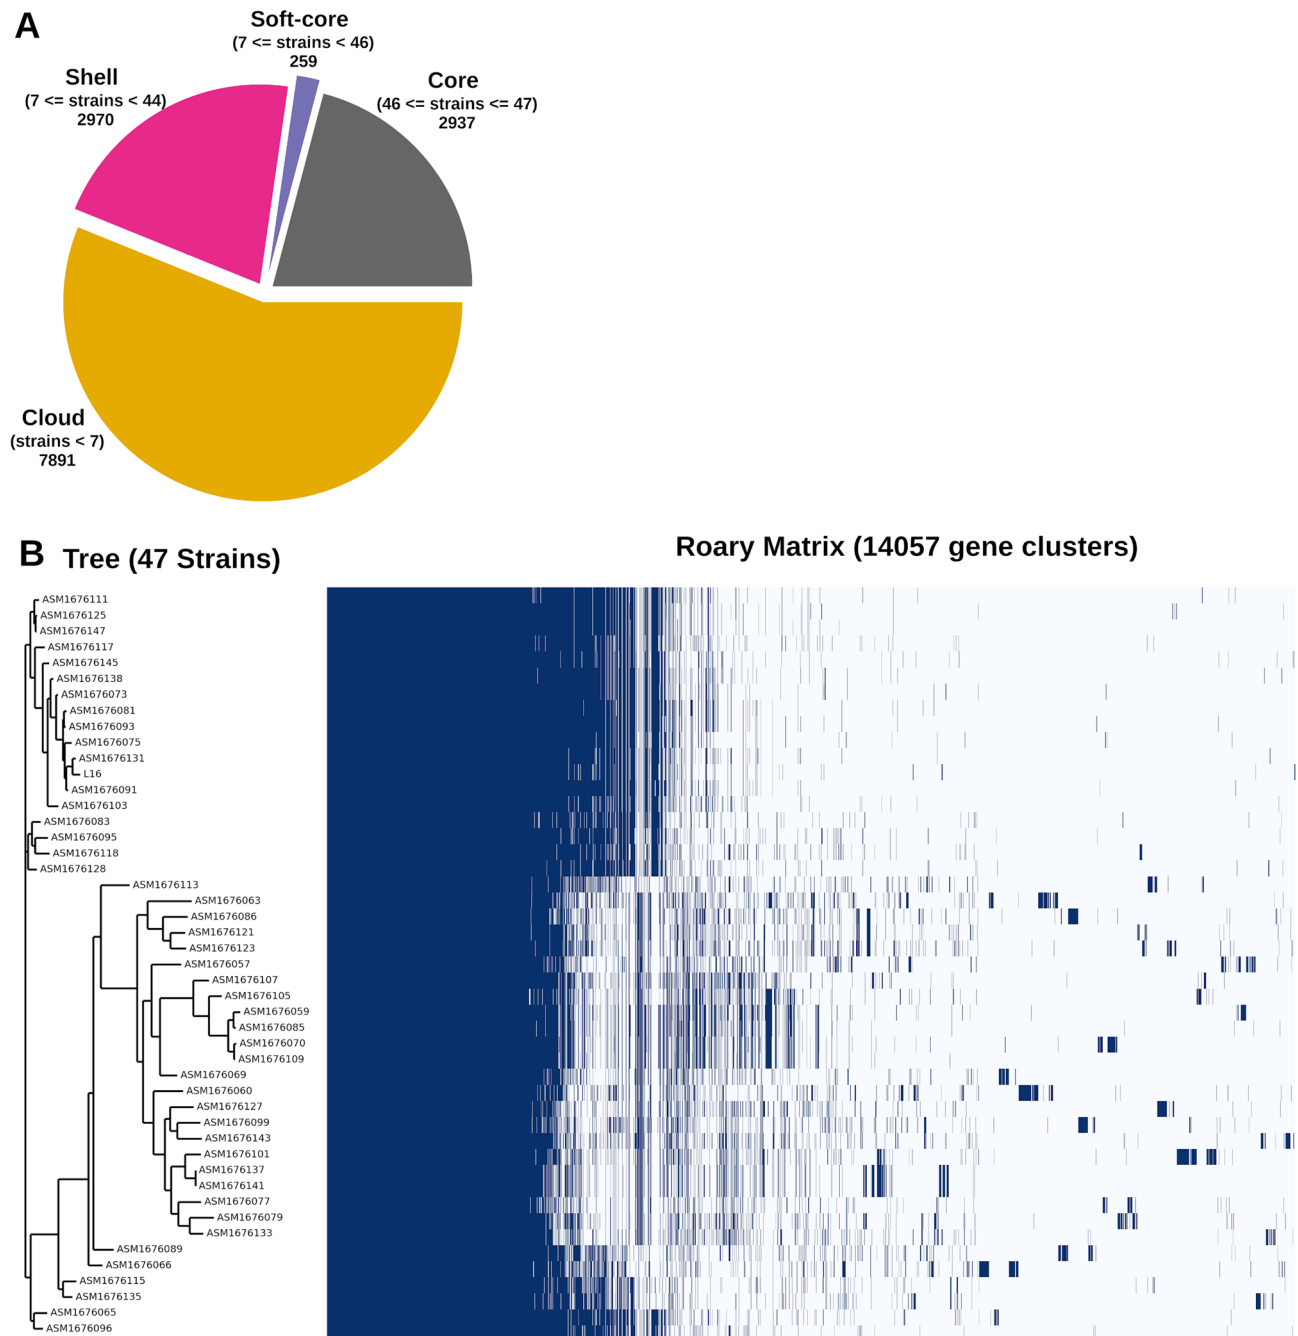 A
Soft-core
(7 <= strains < 46)
259
Shell
(7 <= strains < 44)
2970
Core
(46 <= strains <= 47)
2937
Cloud
(strains < 7)
7891
B
Tree (47 Strains)
Roary Matrix (14057 gene clusters)
ASM1676111
ASM1676125
ASM1676147
ASM1676117
ASM1676145
ASM1676138
ASM1676073
ASM1676081
ASM1676093
ASM1676075
ASM1676131
L16
ASM1676091
ASM1676103
ASM1676083
ASM1676095
ASM1676118
ASM1676128
ASM1676113
ASM1676063
ASM1676086
ASM1676121
ASM1676123
ASM1676057
ASM1676107
ASM1676105
ASM1676059
ASM1676085
ASM1676070
ASM1676109
ASM1676069
ASM1676060
ASM1676127
ASM1676099
ASM1676143
ASM1676101
ASM1676137
ASM1676141
ASM1676077
ASM1676079
ASM1676133
ASM1676089
ASM1676066
ASM1676115
ASM1676135
ASM1676065
ASM1676096